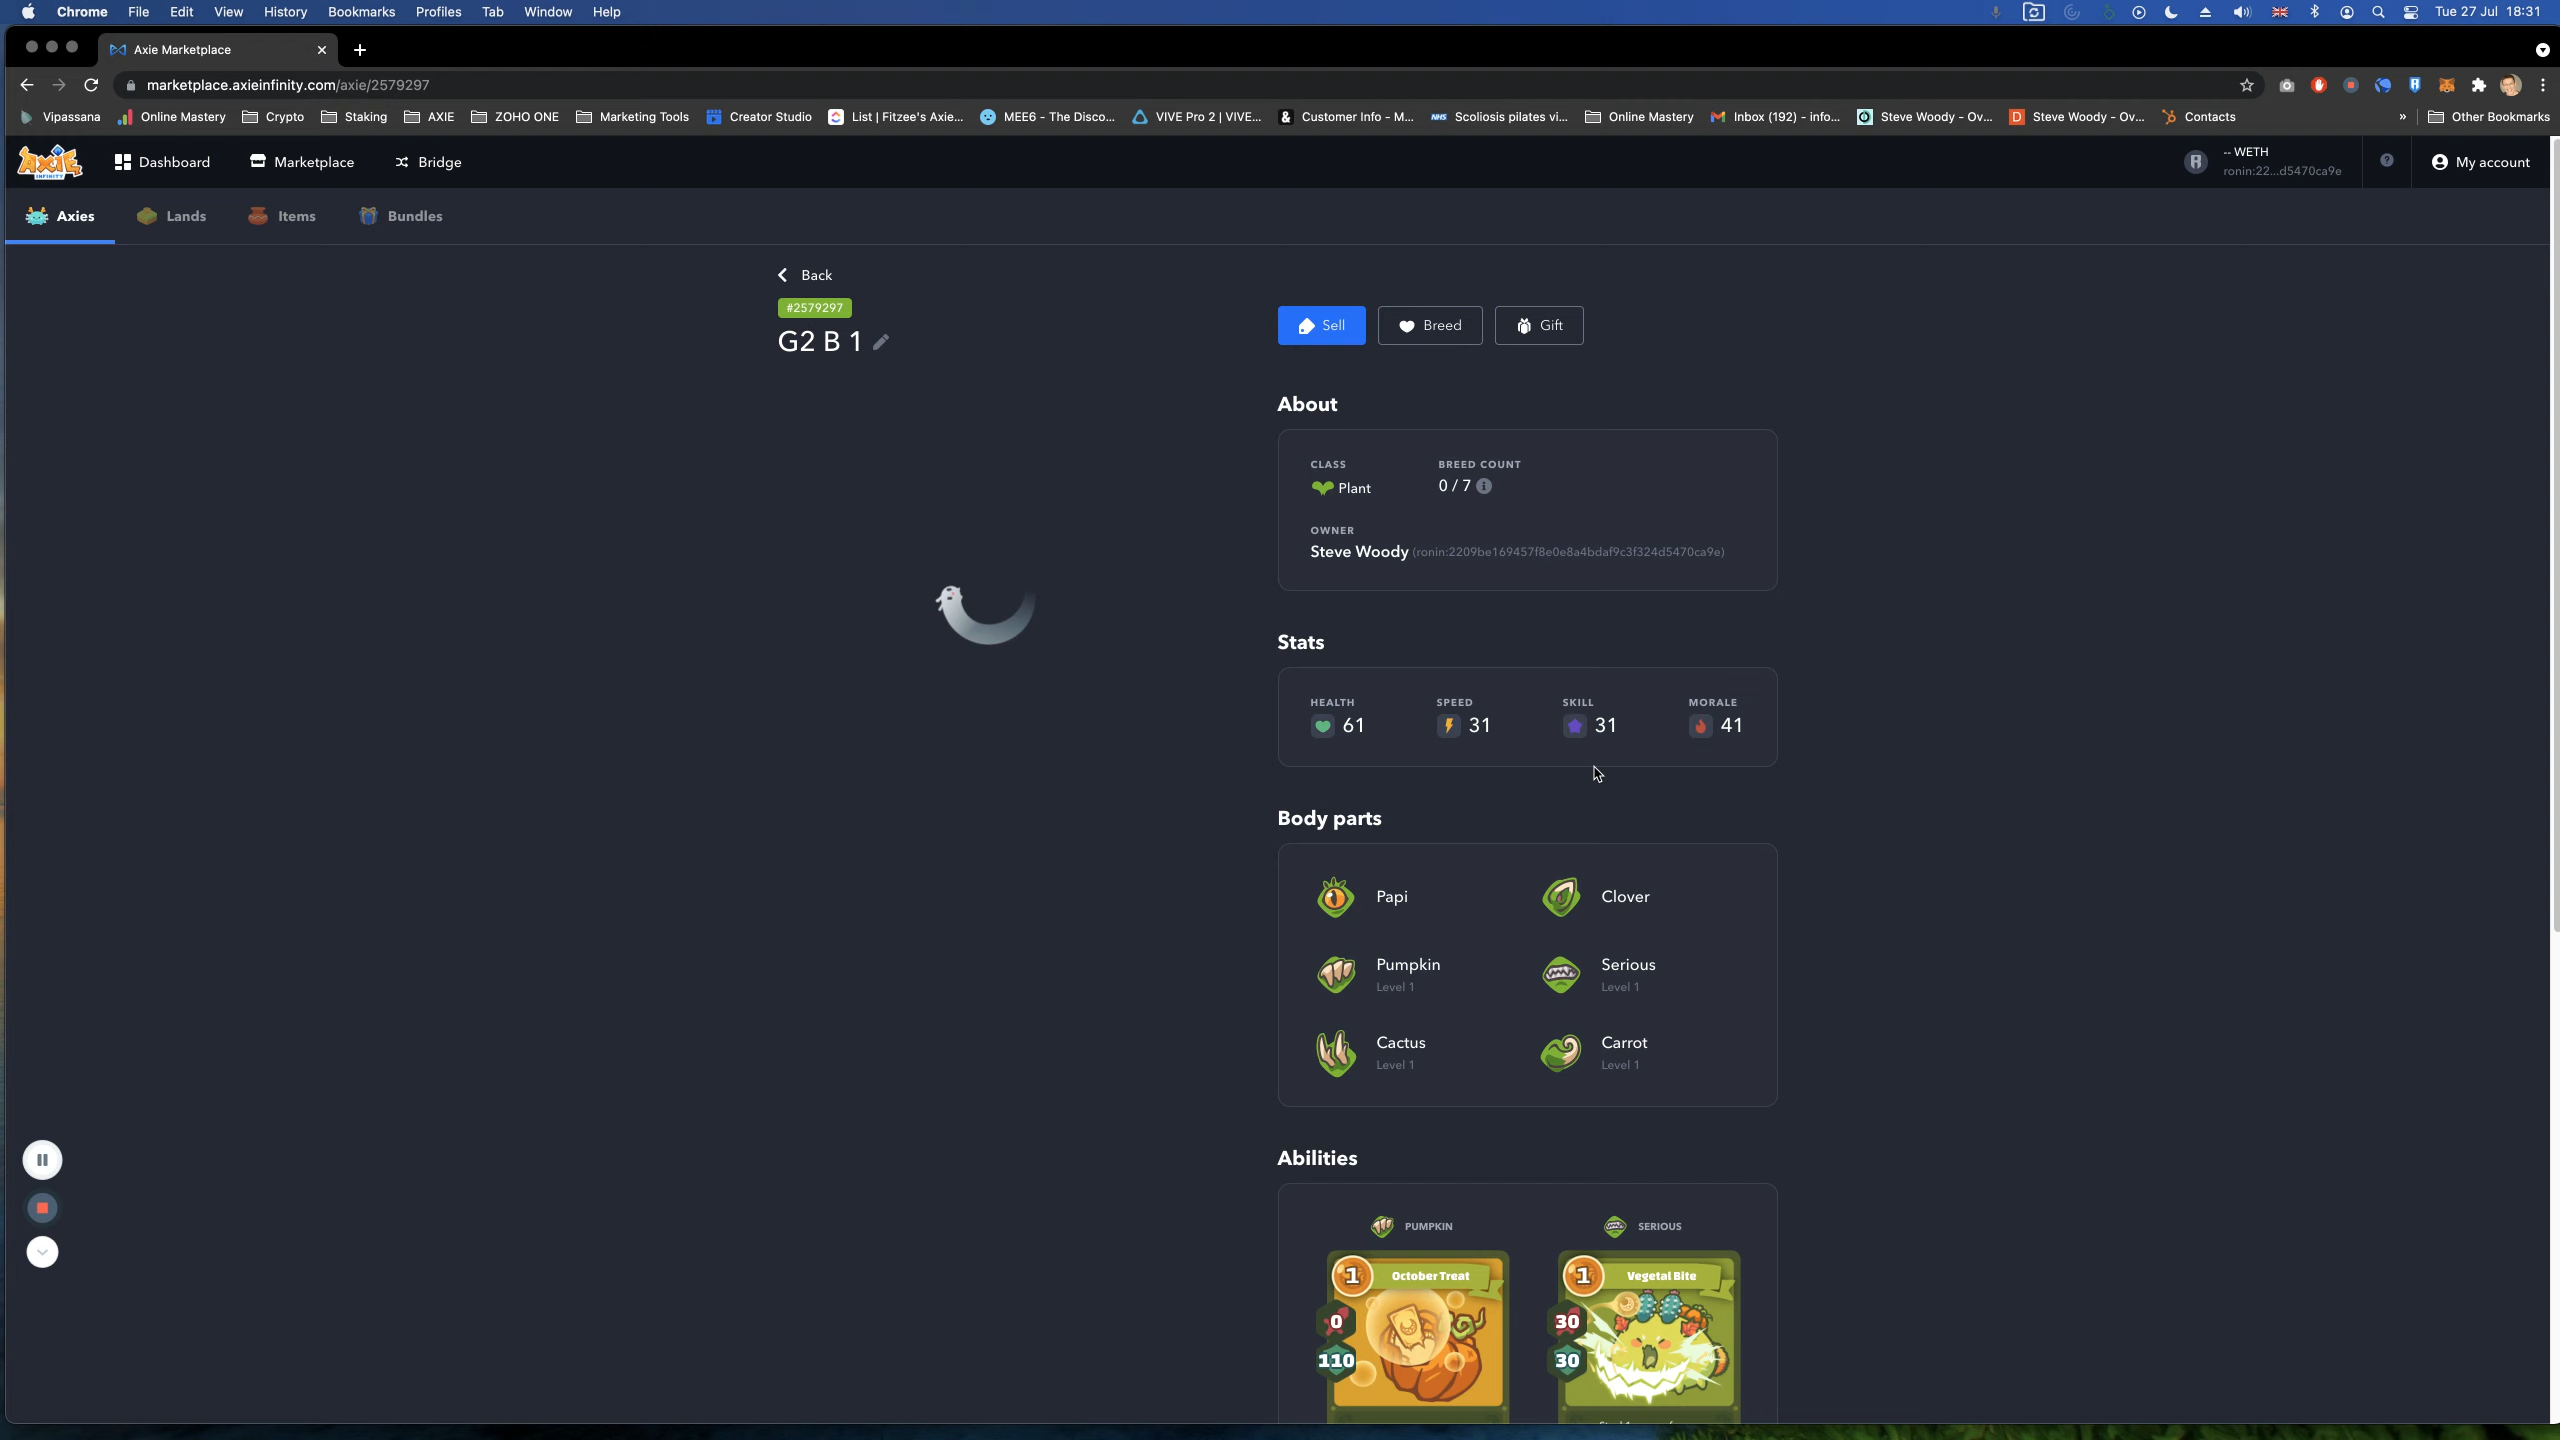 Chrome File Edit View History Bookmarks Profiles Tab Window Help Tue 27 Jul 18:31
Axie Marketplace
marketplace.axieinfinity.com/axie/2579297
Vipassana Online Mastery Crypto Staking AXIE ZOHO ONE Marketing Tools Creator Studio List | Fitzee's Axie... MEE6 - The Disco... VIVE Pro 2 | VIVE... Customer Info - M... NHS Scoliosis pilates vi... Online Mastery Inbox (192) - info... Steve Woody - Ov... D Steve Woody - Ov... Contacts » Other Bookmarks
AXIE INFINITY Dashboard Marketplace Bridge
-- WETH
ronin:22...d5470ca9e
? My account
Axies Lands Items Bundles
Back
#2579297
G2 B 1
Sell Breed Gift
About
CLASS BREED COUNT
Plant 0 / 7
OWNER
Steve Woody (ronin:2209be169457f8e0e8a4bdaf9c3f324d5470ca9e)
Stats
HEALTH SPEED SKILL MORALE
61 31 31 41
Body parts
Papi Clover
Pumpkin Serious
Level 1 Level 1
Cactus Carrot
Level 1 Level 1
Abilities
PUMPKIN SERIOUS
1 October Treat 1 Vegetal Bite
0 30
110 30